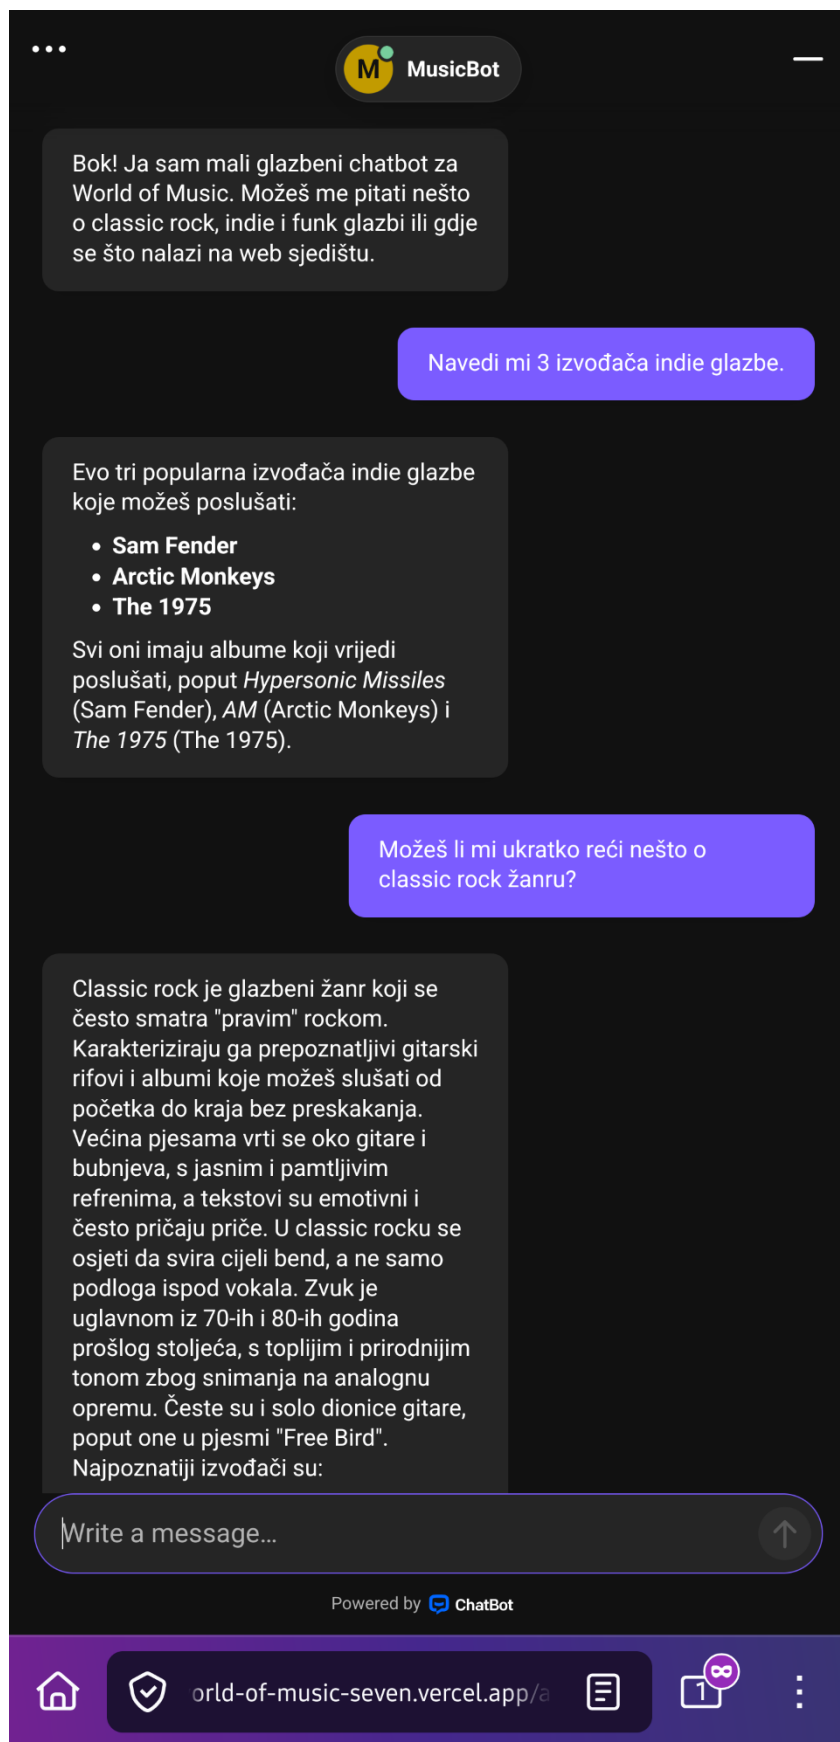 M MusicBot
Bok! Ja sam mali glazbeni chatbot za
World of Music. Možeš me pitati nešto
o classic rock, indie i funk glazbi ili gdje
se što nalazi na web sjedištu.
Navedi mi 3 izvođača indie glazbe.
Evo tri popularna izvođača indie glazbe
koje možeš poslušati:
• Sam Fender
• Arctic Monkeys
• The 1975
Svi oni imaju albume koji vrijedi
poslušati, poput Hypersonic Missiles
(Sam Fender), AM (Arctic Monkeys) i
The 1975 (The 1975).
Možeš li mi ukratko reći nešto o
classic rock žanru?
Classic rock je glazbeni žanr koji se
često smatra "pravim" rockom.
Karakteriziraju ga prepoznatljivi gitarski
rifovi i albumi koje možeš slušati od
početka do kraja bez preskakanja.
Većina pjesama vrti se oko gitare i
bubnjeva, s jasnim i pamtljivim
refrenima, a tekstovi su emotivni i
često pričaju priče. U classic rocku se
osjeti da svira cijeli bend, a ne samo
podloga ispod vokala. Zvuk je
uglavnom iz 70-ih i 80-ih godina
prošlog stoljeća, s toplijim i prirodnijim
tonom zbog snimanja na analognu
opremu. Česte su i solo dionice gitare,
poput one u pjesmi "Free Bird".
Najpoznatiji izvođači su:
Write a message...
Powered by ChatBot
orld-of-music-seven.vercel.app/a
1